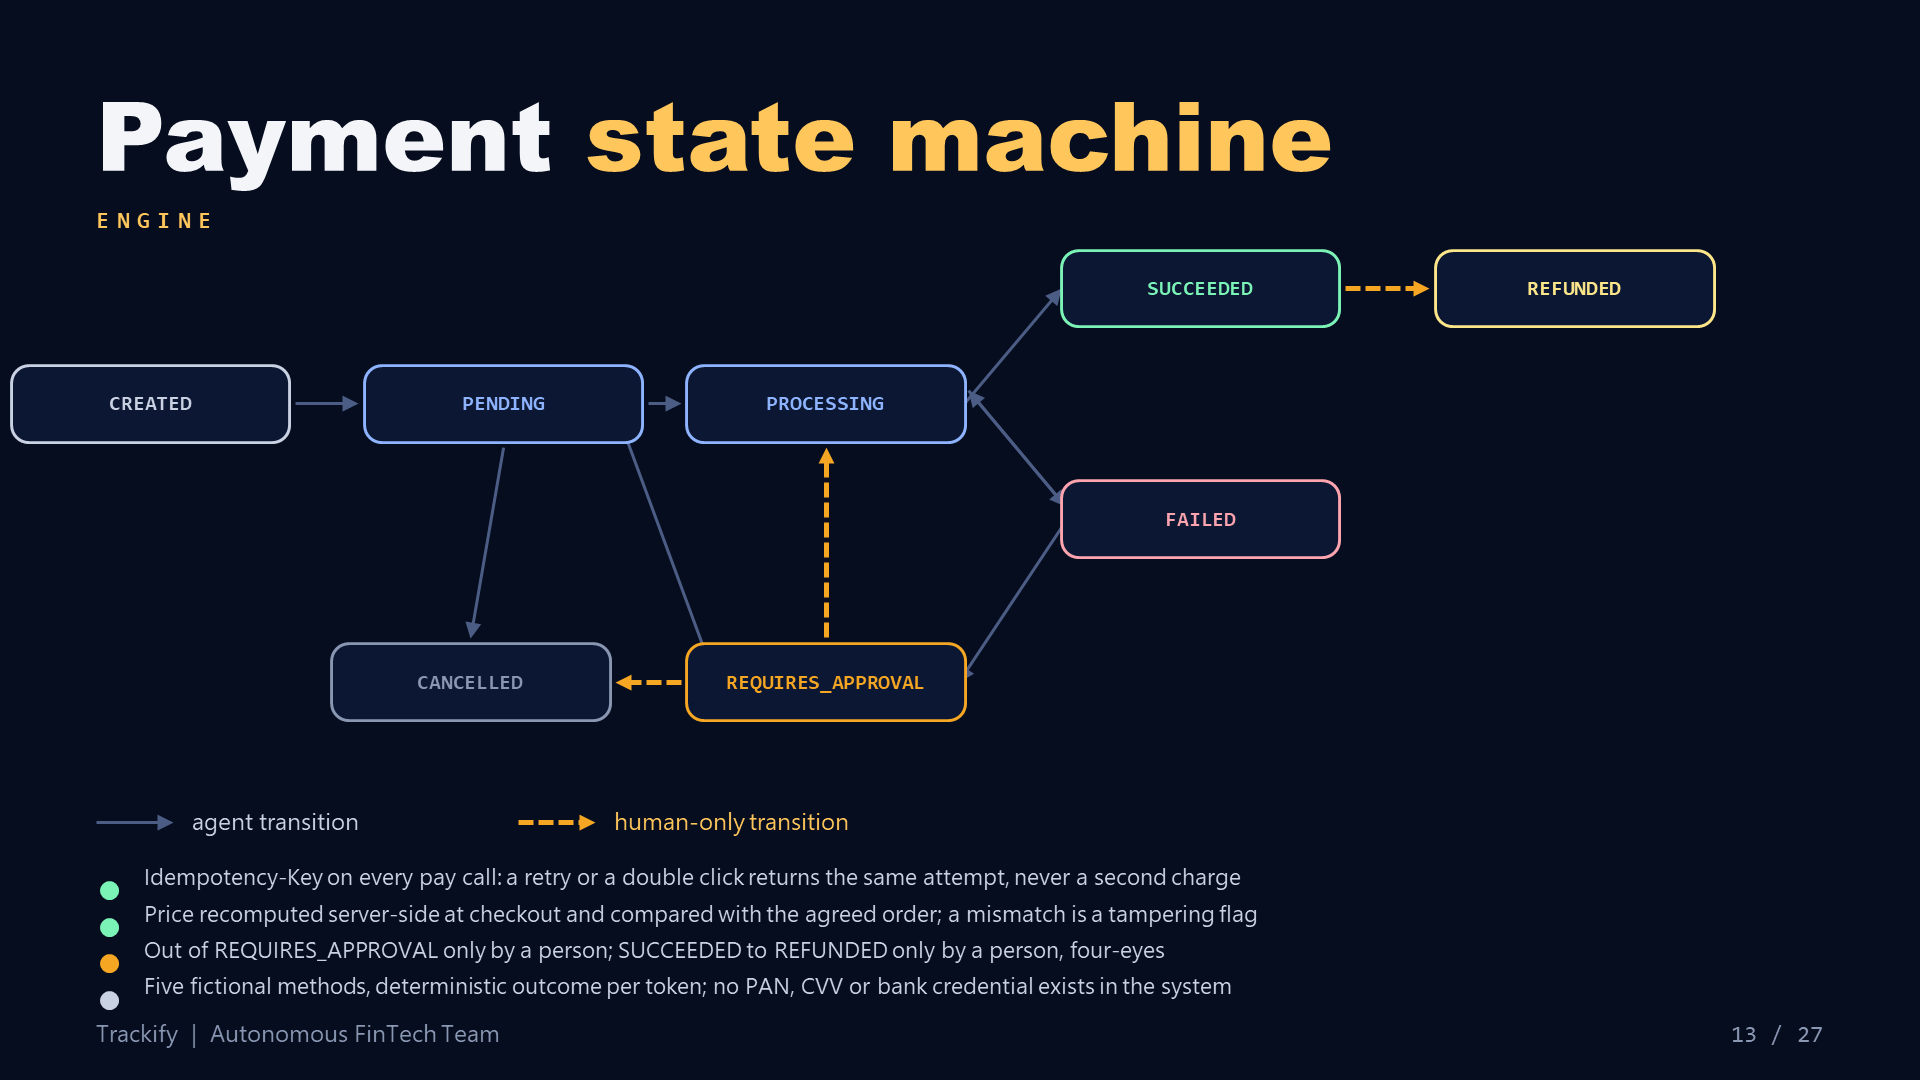 Payment state machine
ENGINE
SUCCEEDED
REFUNDED
CREATED
PENDING
PROCESSING
FAILED
CANCELLED
REQUIRES_APPROVAL
agent transition
human-only transition
Idempotency-Key on every pay call: a retry or a double click returns the same attempt, never a second charge
Price recomputed server-side at checkout and compared with the agreed order; a mismatch is a tampering flag
Out of REQUIRES_APPROVAL only by a person; SUCCEEDED to REFUNDED only by a person, four-eyes
Five fictional methods, deterministic outcome per token; no PAN, CVV or bank credential exists in the system
Trackify | Autonomous FinTech Team
13 / 27